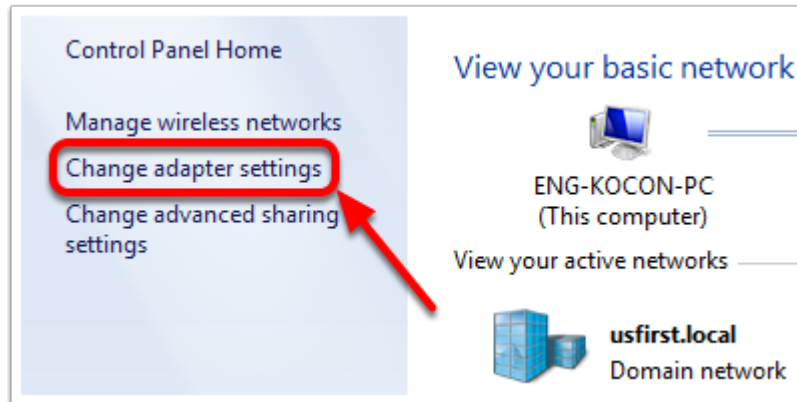 Control Panel Home
Manage wireless networks
Change adapter settings
Change advanced sharing
settings
View your basic network
ENG-KOCON-PC
(This computer)
View your active networks
usfirst.local
Domain network